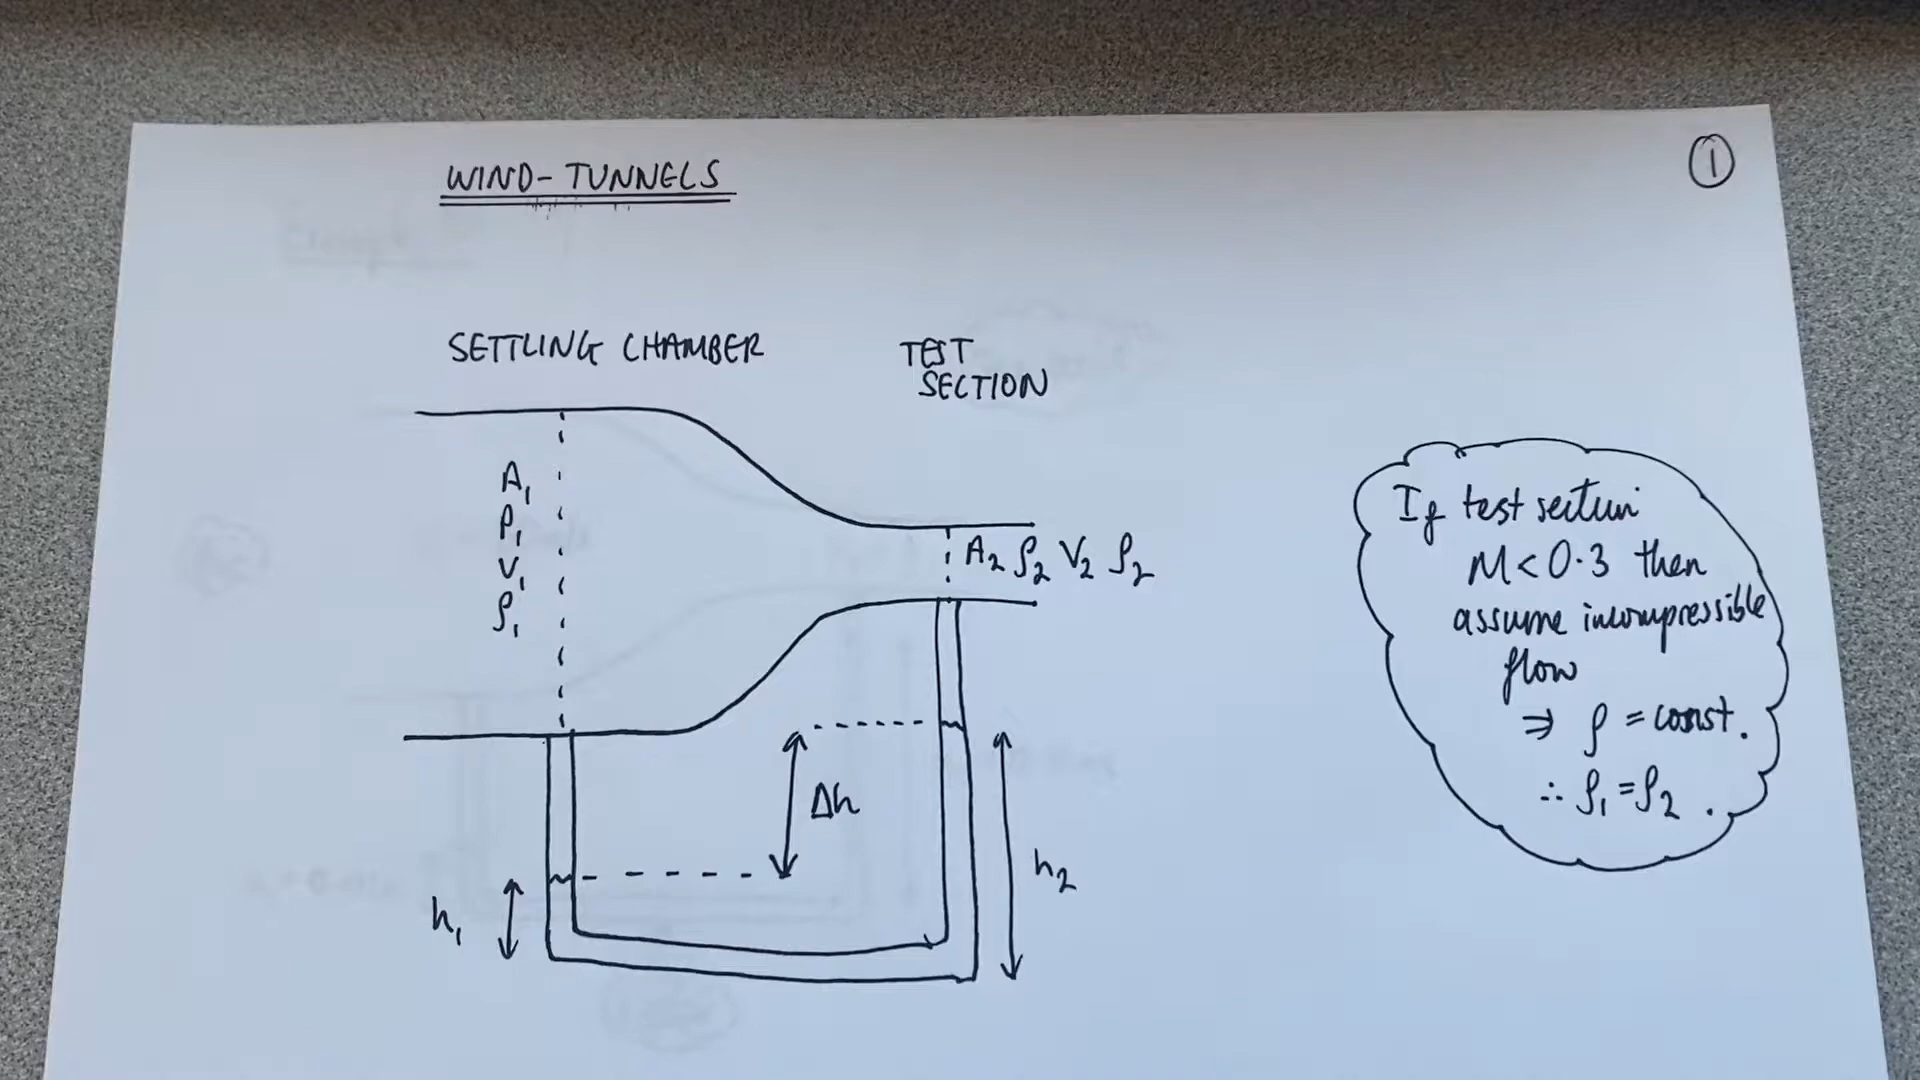 WIND-TUNNELS
①
SETTLING CHAMBER
TEST
SECTION
A₁
P₁
V₁
ρ₁
A₂ ρ₂ V₂ ρ₂
Δh
h₁
h₂
If test section
M<0.3 then
assume incompressible
flow
⇒ ρ = const.
∴ ρ₁=ρ₂.